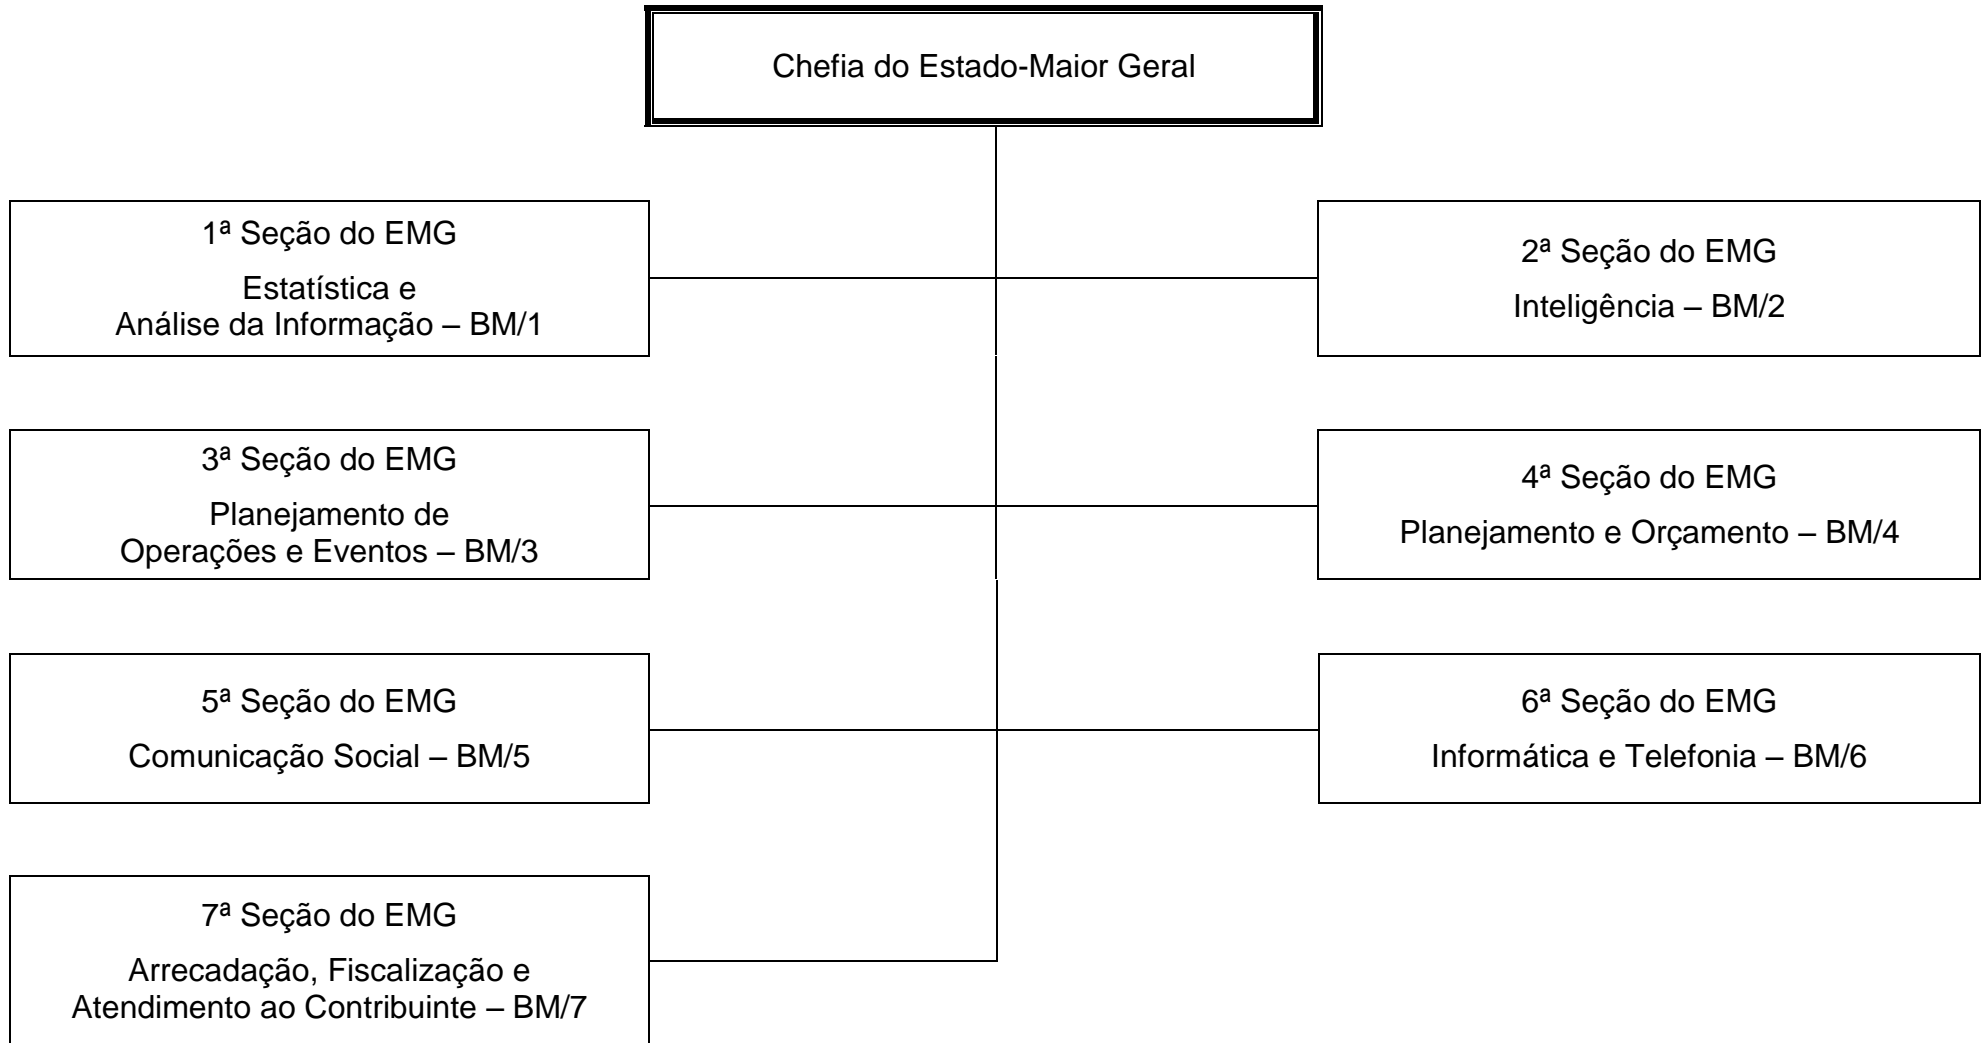 Chefia do Estado-Maior Geral
1ª Seção do EMG
Estatística e
Análise da Informação – BM/1
2ª Seção do EMG
Inteligência – BM/2
3ª Seção do EMG
Planejamento de
Operações e Eventos – BM/3
4ª Seção do EMG
Planejamento e Orçamento – BM/4
5ª Seção do EMG
Comunicação Social – BM/5
6ª Seção do EMG
Informática e Telefonia – BM/6
7ª Seção do EMG
Arrecadação, Fiscalização e
Atendimento ao Contribuinte – BM/7